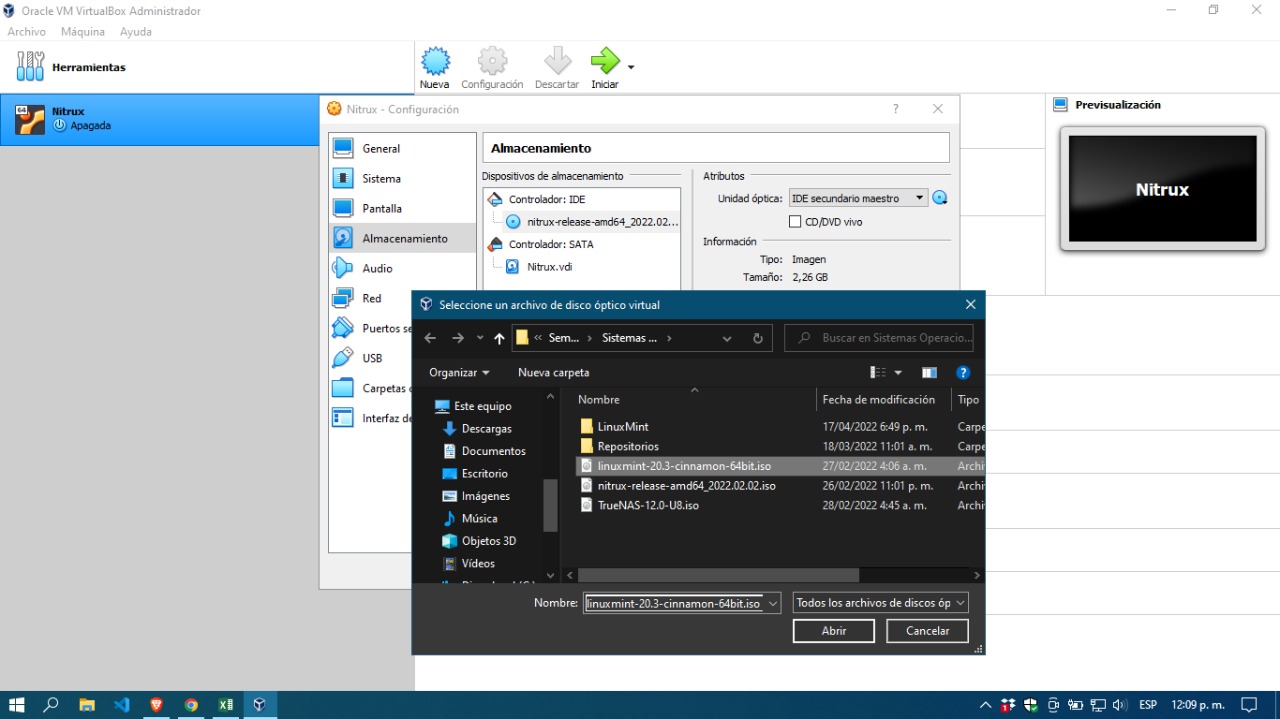 Oracle VM VirtualBox Administrador
Archivo Máquina Ayuda
Herramientas
Nueva Configuración Descartar Iniciar
64
Nitrux
Apagada
Previsualización
Nitrux
Nitrux - Configuración
?
General
Sistema
Pantalla
Almacenamiento
Audio
Red
Puertos se
USB
Carpetas
Interfaz de
Almacenamiento
Dispositivos de almacenamiento
Controlador: IDE
nitrux-release-amd64_2022.02....
Controlador: SATA
Nitrux.vdi
Atributos
Unidad óptica: IDE secundario maestro
CD/DVD vivo
Información
Tipo: Imagen
Tamaño: 2,26 GB
Seleccione un archivo de disco óptico virtual
« Sem... › Sistemas ... ›
Buscar en Sistemas Operacio...
Organizar Nueva carpeta
Este equipo
Descargas
Documentos
Escritorio
Imágenes
Música
Objetos 3D
Vídeos
Nombre Fecha de modificación Tipo
LinuxMint 17/04/2022 6:49 p. m. Carpe
Repositorios 18/03/2022 11:01 a. m. Carpe
linuxmint-20.3-cinnamon-64bit.iso 27/02/2022 4:06 a. m. Archi
nitrux-release-amd64_2022.02.02.iso 26/02/2022 11:01 p. m. Archi
TrueNAS-12.0-U8.iso 28/02/2022 4:45 a. m. Archi
Nombre: linuxmint-20.3-cinnamon-64bit.iso Todos los archivos de discos óp
Abrir Cancelar
ESP 12:09 p. m.